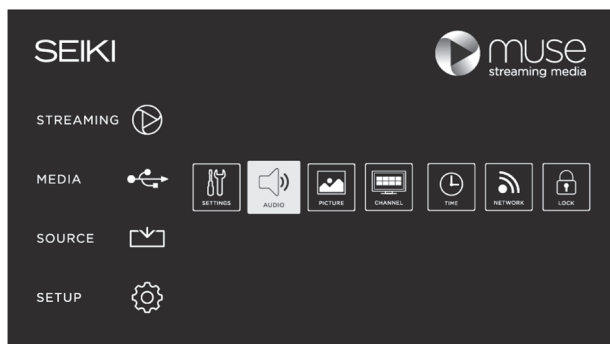 SEIKI
muse
streaming media
STREAMING
MEDIA
SETTINGS AUDIO PICTURE CHANNEL TIME NETWORK LOCK
SOURCE
SETUP